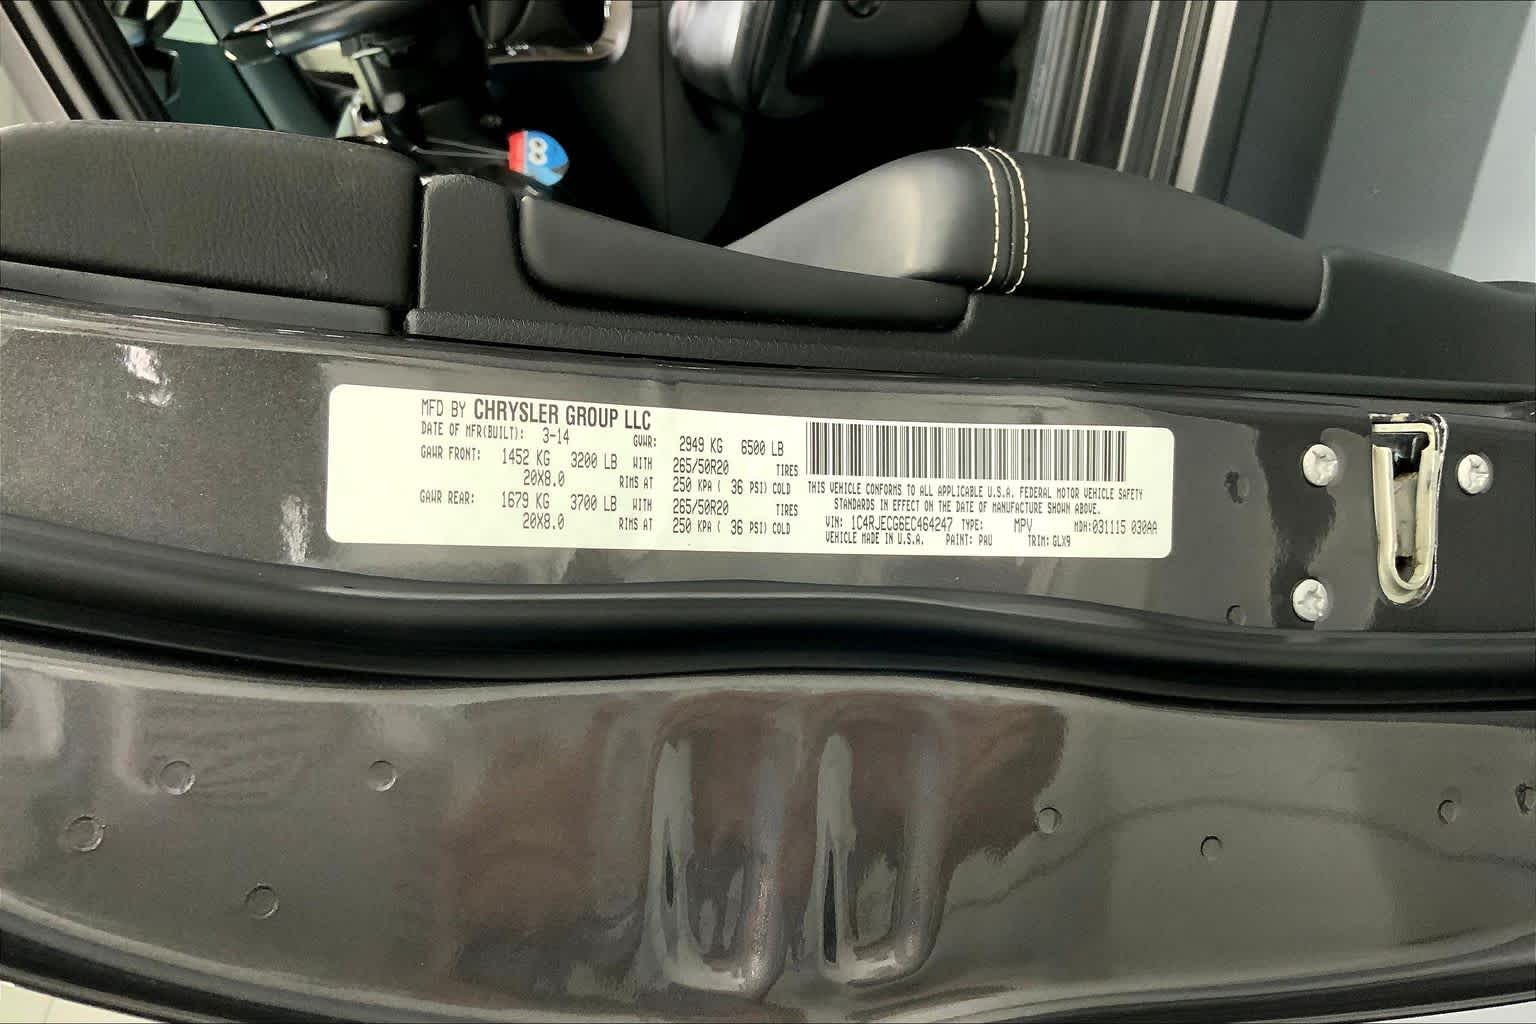 8
MFD BY CHRYSLER GROUP LLC
DATE OF MFR(BUILT): 3-14 GVWR: 2949 KG 6500 LB
GAWR FRONT: 1452 KG 3200 LB WITH 265/50R20 TIRES
20X8.0 RIMS AT 250 KPA ( 36 PSI) COLD
GAWR REAR: 1679 KG 3700 LB WITH 265/50R20 TIRES
20X8.0 RIMS AT 250 KPA ( 36 PSI) COLD
THIS VEHICLE CONFORMS TO ALL APPLICABLE U.S.A. FEDERAL MOTOR VEHICLE SAFETY
STANDARDS IN EFFECT ON THE DATE OF MANUFACTURE SHOWN ABOVE.
VIN: 1C4RJECG6EC464247 TYPE: MPV MDH:031115 030AA
VEHICLE MADE IN U.S.A. PAINT: PAU TRIM: GLX9